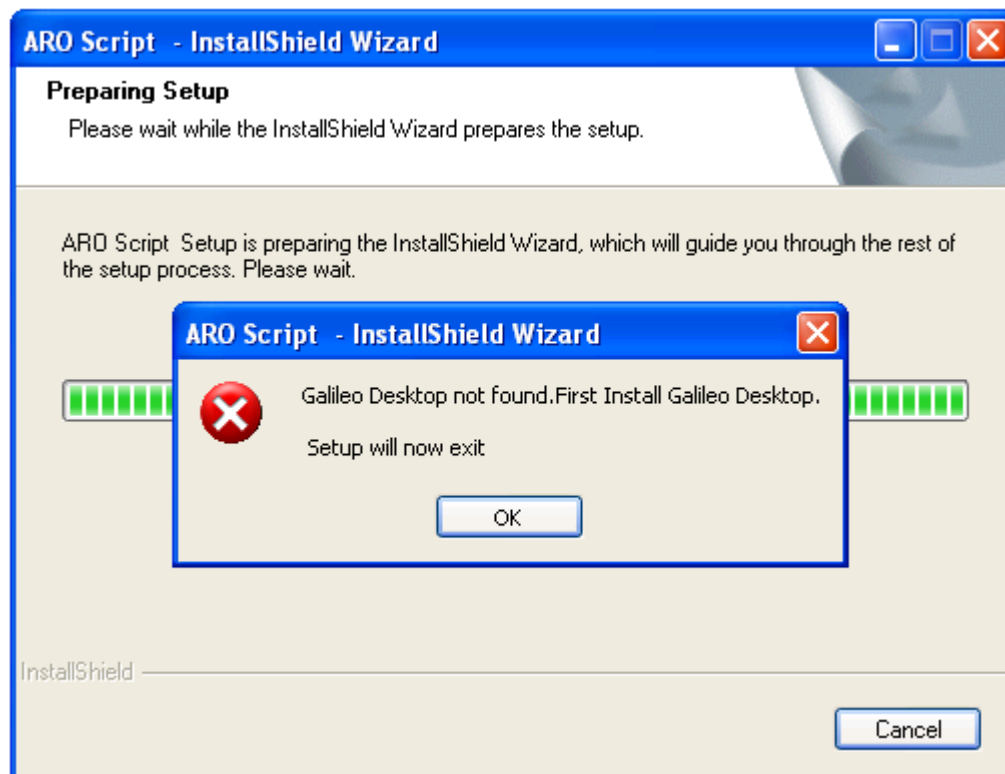 ARO Script  - InstallShield Wizard
Preparing Setup
Please wait while the InstallShield Wizard prepares the setup.
ARO Script  Setup is preparing the InstallShield Wizard, which will guide you through the rest of
the setup process. Please wait.
ARO Script  - InstallShield Wizard
Galileo Desktop not found.First Install Galileo Desktop.
Setup will now exit
OK
InstallShield
Cancel